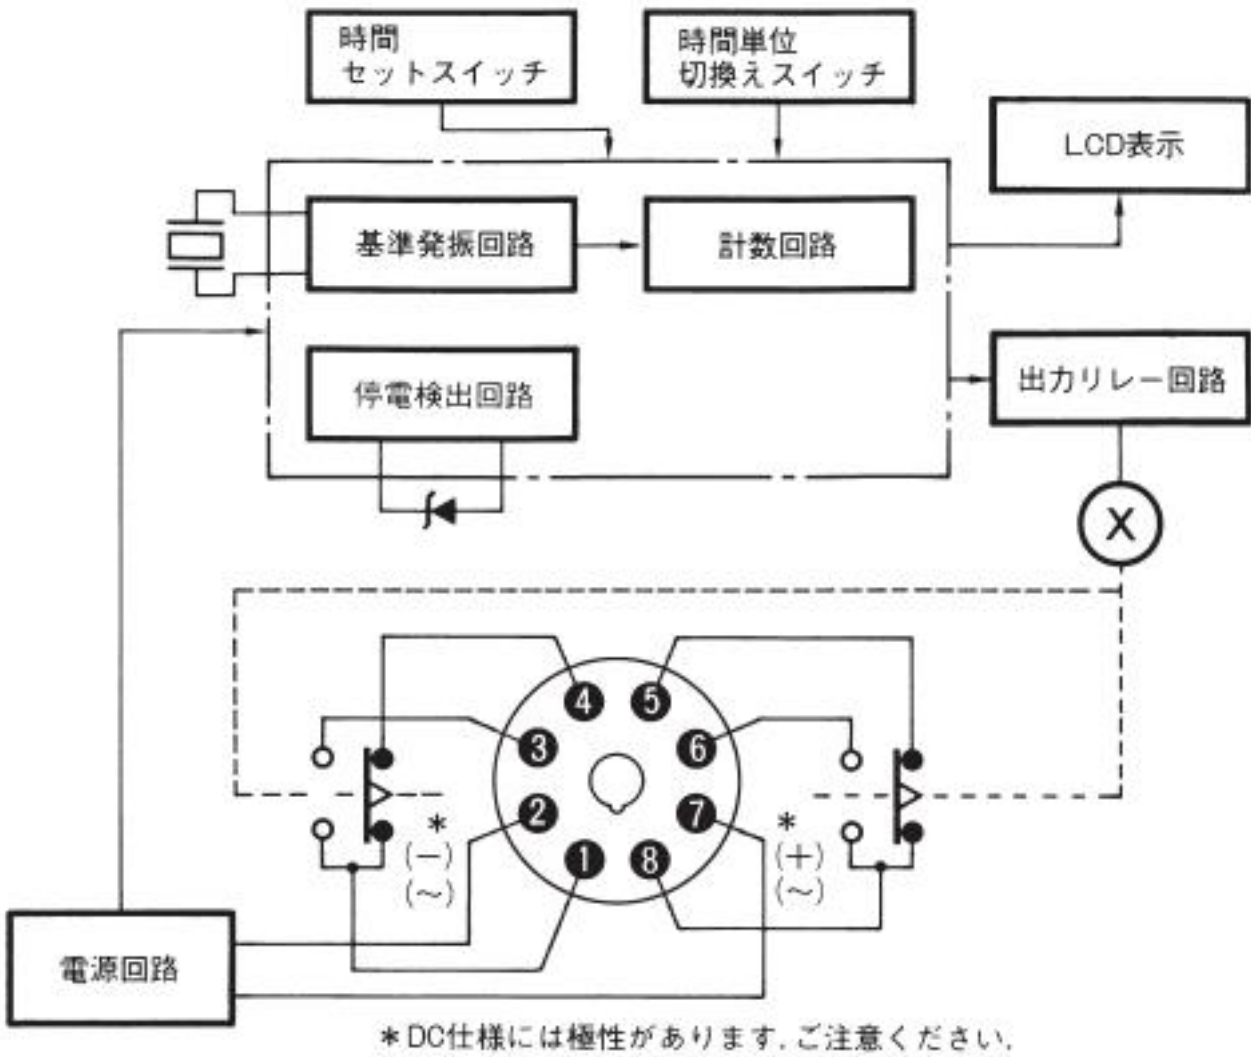 時間
セットスイッチ
時間単位
切換えスイッチ
LCD表示
基準発振回路
計数回路
停電検出回路
出力リレー回路
X
4
5
3
6
2
7
1
8
*
(−)
(～)
*
(+)
(～)
電源回路
*DC仕様には極性があります.ご注意ください.